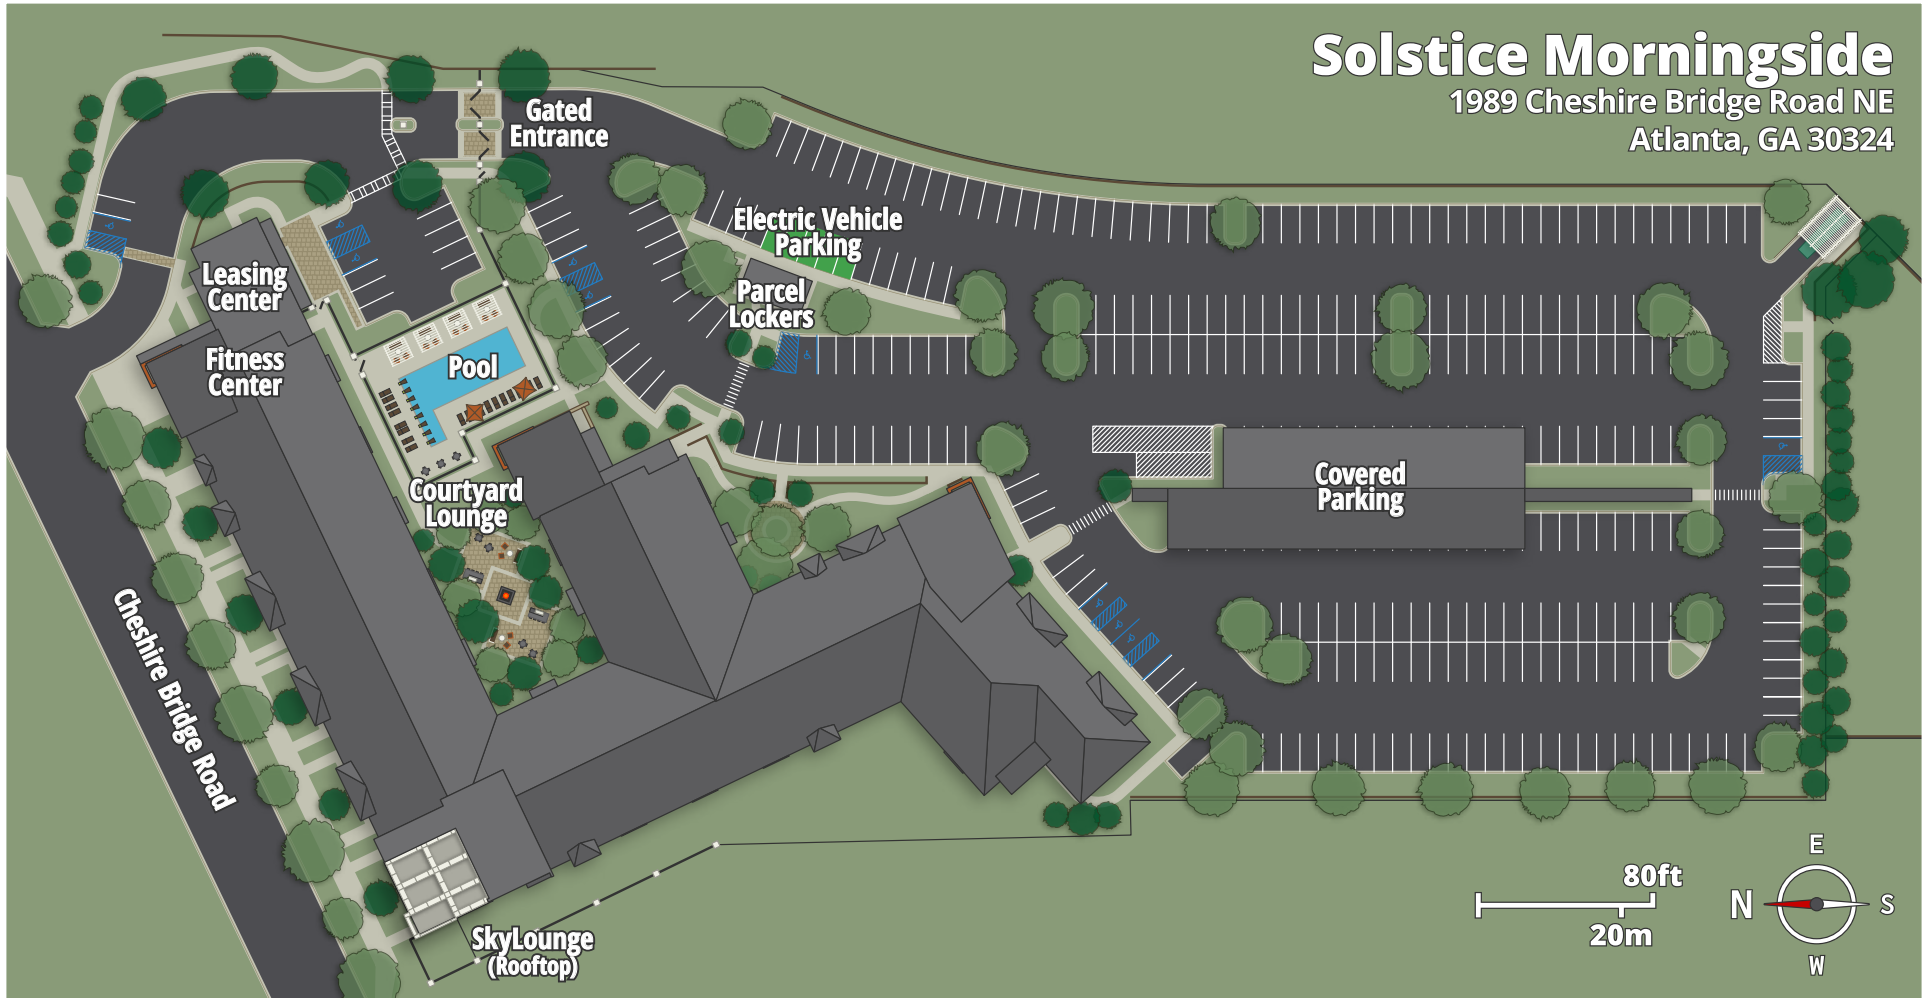 Solstice Morningside
1989 Cheshire Bridge Road NE
Atlanta, GA 30324
Gated
Entrance
Electric Vehicle
Parking
Leasing
Center
Parcel
Lockers
Fitness
Center
Pool
Covered
Parking
Courtyard
Lounge
Cheshire Bridge Road
SkyLounge
(Rooftop)
80ft
20m
E
N
S
W